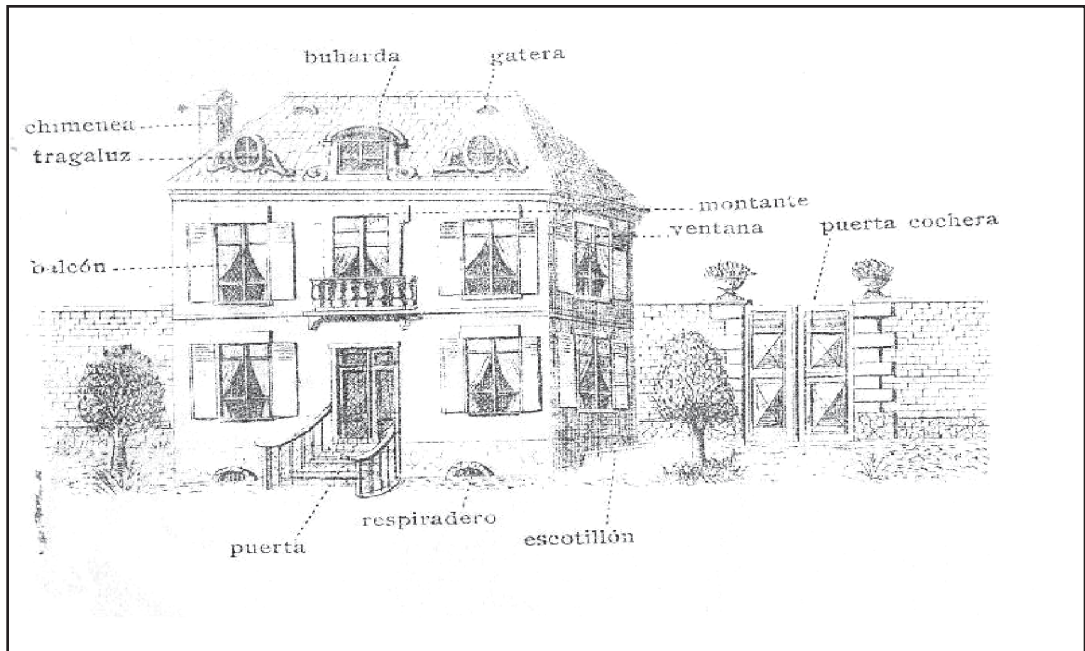 buharda
gatera
chimenea
tragaluz
montante
ventana
puerta cochera
balcón
respiradero
escotillón
puerta